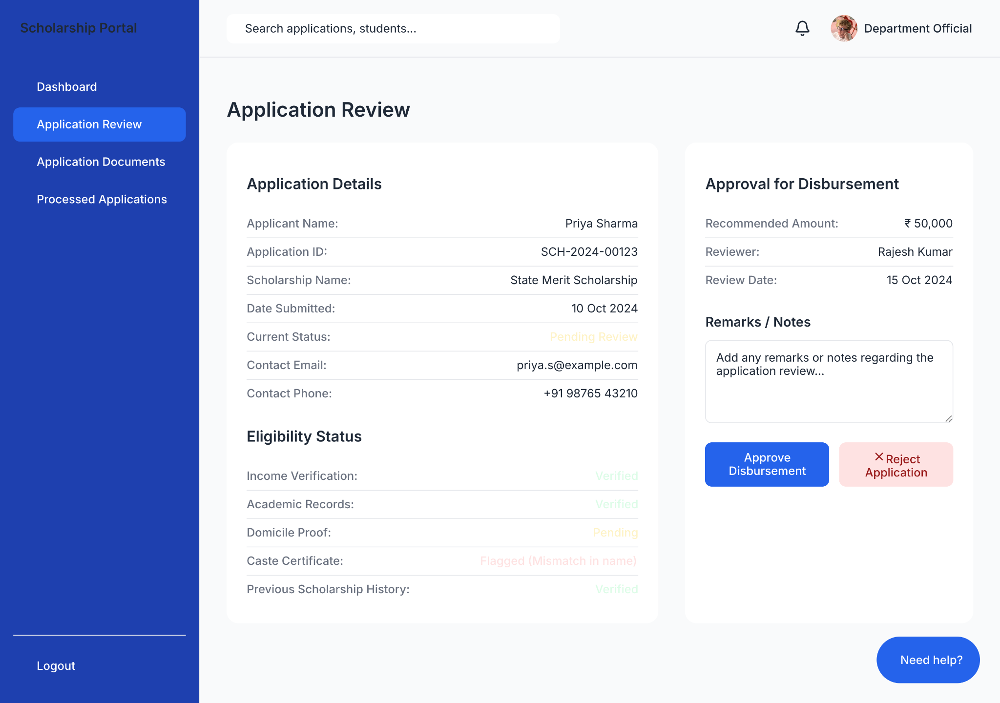 Scholarship Portal
Search applications, students...
Department Official
Dashboard
Application Review
Application Documents
Processed Applications
Logout
Application Review
Application Details
Applicant Name: Priya Sharma
Application ID: SCH-2024-00123
Scholarship Name: State Merit Scholarship
Date Submitted: 10 Oct 2024
Current Status: Pending Review
Contact Email: priya.s@example.com
Contact Phone: +91 98765 43210
Eligibility Status
Income Verification: Verified
Academic Records: Verified
Domicile Proof: Pending
Caste Certificate: Flagged (Mismatch in name)
Previous Scholarship History: Verified
Approval for Disbursement
Recommended Amount: ₹ 50,000
Reviewer: Rajesh Kumar
Review Date: 15 Oct 2024
Remarks / Notes
Add any remarks or notes regarding the
application review...
Approve
Disbursement
Reject
Application
Need help?